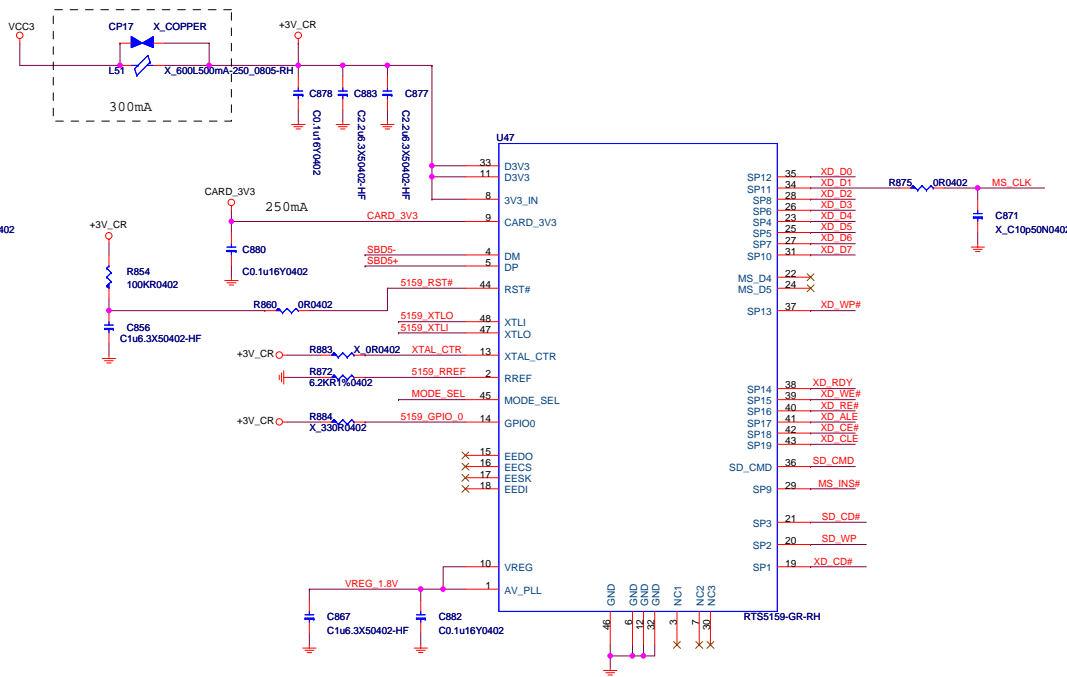 VCC3
CP17 X_COPPER
L51 X_600L500mA-250_0805-RH
300mA
+3V_CR
C878
C0.1u16Y0402
C883
C2.2u6.3X50402-HF
C877
C2.2u6.3X50402-HF
U47
33 D3V3
11 D3V3
8 3V3_IN
CARD_3V3
250mA
CARD_3V3 9 CARD_3V3
402
+3V_CR
C880
C0.1u16Y0402
SBD5- 4 DM
SBD5+ 5 DP
R854
100KR0402
5159_RST# 44 RST#
R860 0R0402
C856
C1u6.3X50402-HF
5159_XTLO 48 XTLI
5159_XTLI 47 XTLO
+3V_CR R883 X_0R0402 XTAL_CTR 13 XTAL_CTR
R872 5159_RREF 2 RREF
6.2KR1%0402
MODE_SEL 45 MODE_SEL
+3V_CR R884 5159_GPIO_0 14 GPIO0
X_330R0402
15 EEDO
16 EECS
17 EESK
18 EEDI
10 VREG
VREG_1.8V 1 AV_PLL
C867
C1u6.3X50402-HF
C882
C0.1u16Y0402
SP12 35 XD_D0
SP11 34 XD_D1 R875 0R0402 MS_CLK
SP8 28 XD_D2
SP6 26 XD_D3
SP4 23 XD_D4
SP5 25 XD_D5
SP7 27 XD_D6
SP10 31 XD_D7
C871
X_C10p50N0402
MS_D4 22
MS_D5 24
SP13 37 XD_WP#
SP14 38 XD_RDY
SP15 39 XD_WE#
SP16 40 XD_RE#
SP17 41 XD_ALE
SP18 42 XD_CE#
SP19 43 XD_CLE
SD_CMD 36 SD_CMD
SP9 29 MS_INS#
SP3 21 SD_CD#
SP2 20 SD_WP
SP1 19 XD_CD#
GND GND GND GND NC1 NC2 NC3
46 6 12 32 3 7 30
RTS5159-GR-RH